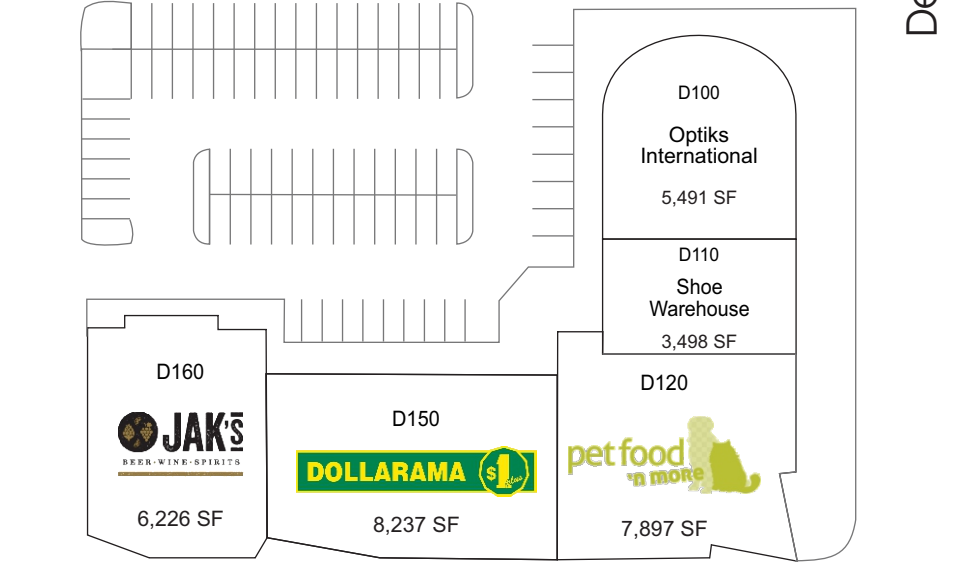 De
D100
Optiks
International
5,491 SF
D110
Shoe
Warehouse
3,498 SF
D120
pet food
'n more
7,897 SF
D160
JAK'S
BEER·WINE·SPIRITS
6,226 SF
D150
DOLLARAMA $1 plus
8,237 SF